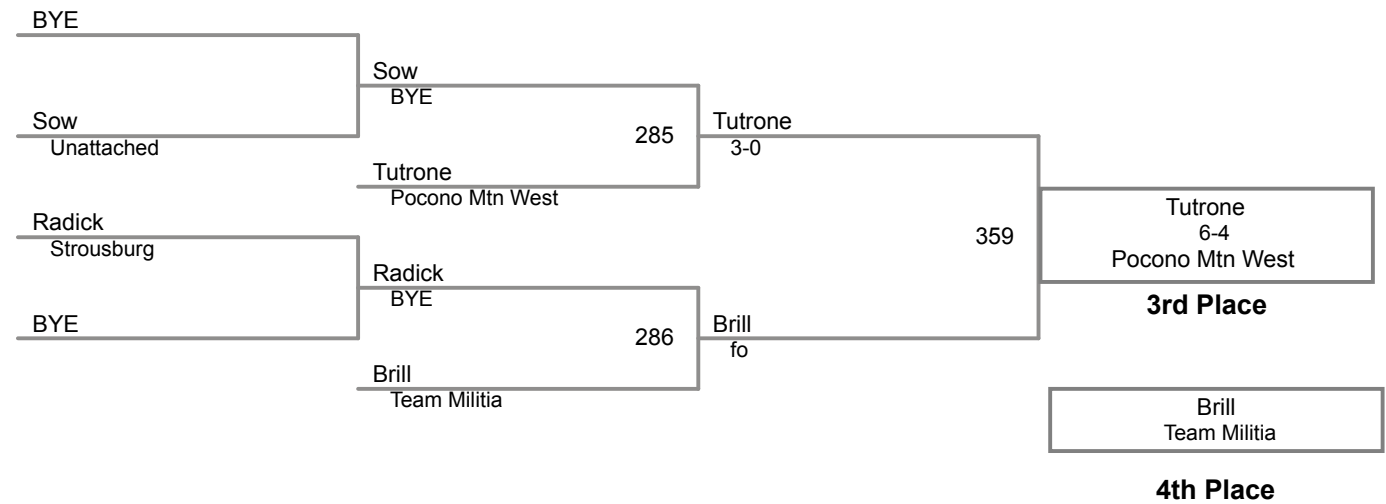 BYE
Sow
BYE
Sow
Unattached
285
Tutrone
3-0
Tutrone
Pocono Mtn West
Radick
Strousburg
359
Tutrone
6-4
Pocono Mtn West
Radick
BYE
3rd Place
BYE
286
Brill
fo
Brill
Team Militia
Brill
Team Militia
4th Place